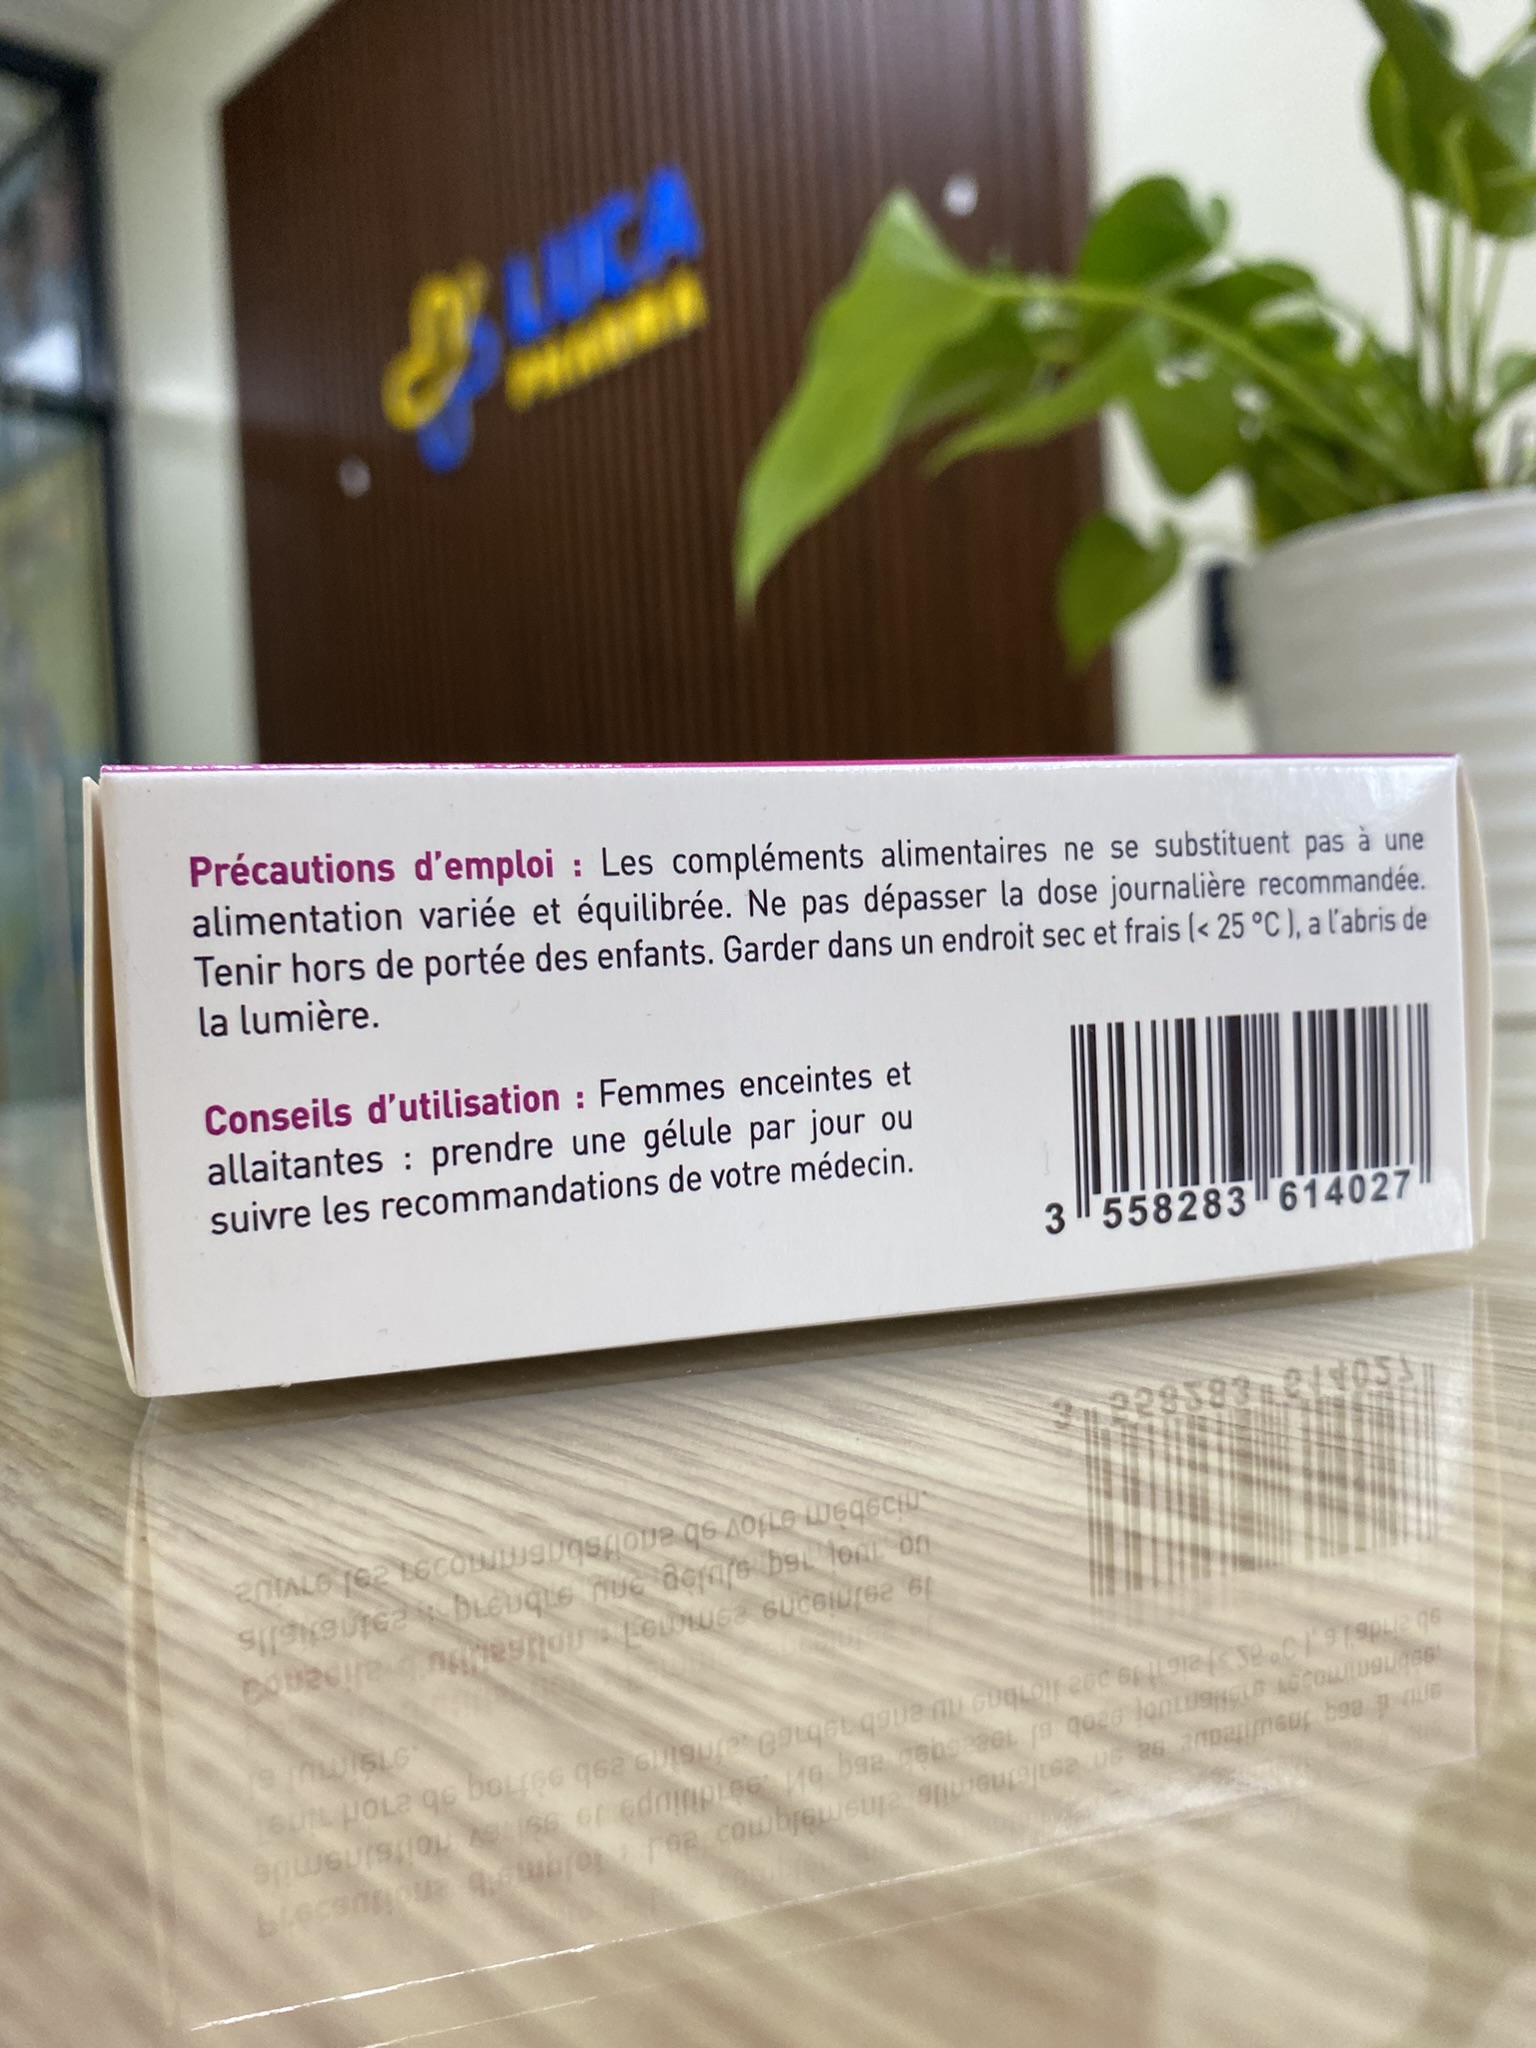 LUCA
PHARMA
Précautions d'emploi : Les compléments alimentaires ne se substituent pas à une
alimentation variée et équilibrée. Ne pas dépasser la dose journalière recommandée.
Tenir hors de portée des enfants. Garder dans un endroit sec et frais (< 25 °C ), a l'abris de
la lumière.
Conseils d'utilisation : Femmes enceintes et
allaitantes : prendre une gélule par jour ou
suivre les recommandations de votre médecin.
3 558283 614027